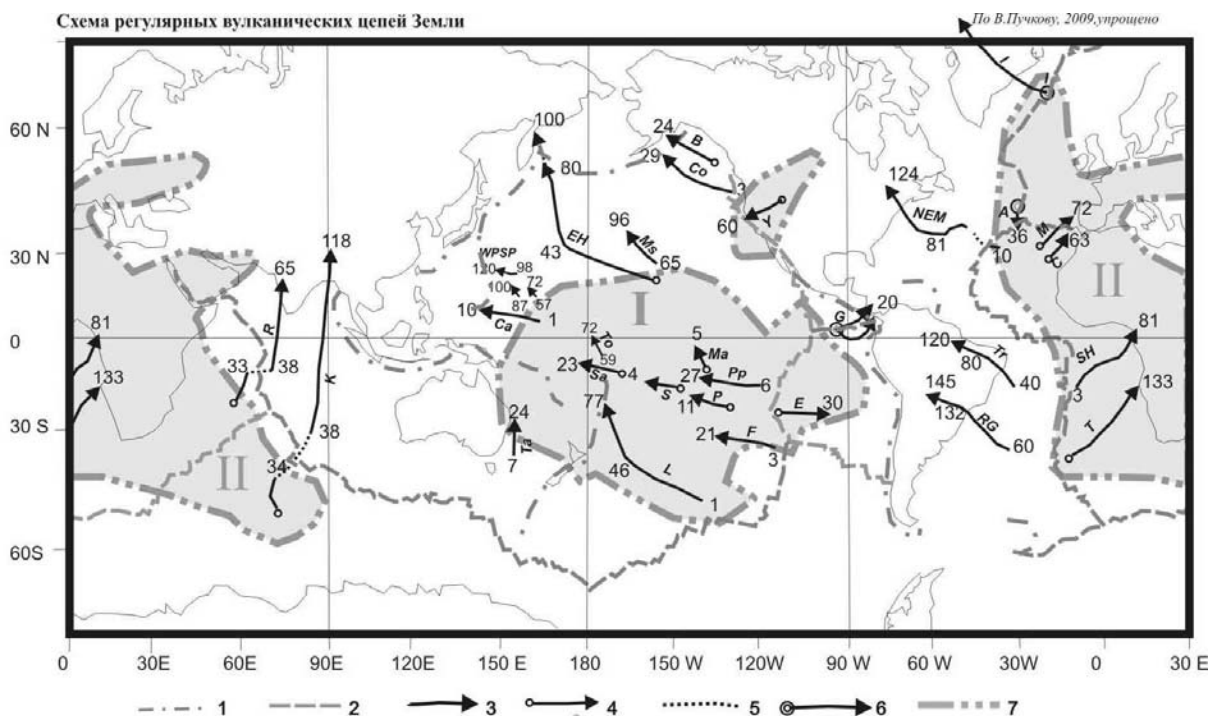 Схема регулярных вулканических цепей Земли
По В.Пучкову, 2009,упрощено
I
I
60 N
100
24
B
29
Co
3
80
124
NEM
Y
60
A
36
M
72
63
C
118
96
Ms
EH
43
65
81
10
30 N
WPSP
120
98
100
72
87
57
65
I
II
10
Ca
1
G
20
0
81
R
K
72
To
59
5
Ma
120
80
Tr
40
81
SH
3
33
38
23
Sa
4
S
27
Pp
6
145
132
RG
60
133
T
133
77
11
P
E
30
30 S
24
Ta
7
38
34
II
46
L
21
F
3
1
60S
0
30E
60 E
90E
120E
150 E
180
150 W
120W
90 W
60 W
30W
0
30 E
1
2
3
4
5
6
7